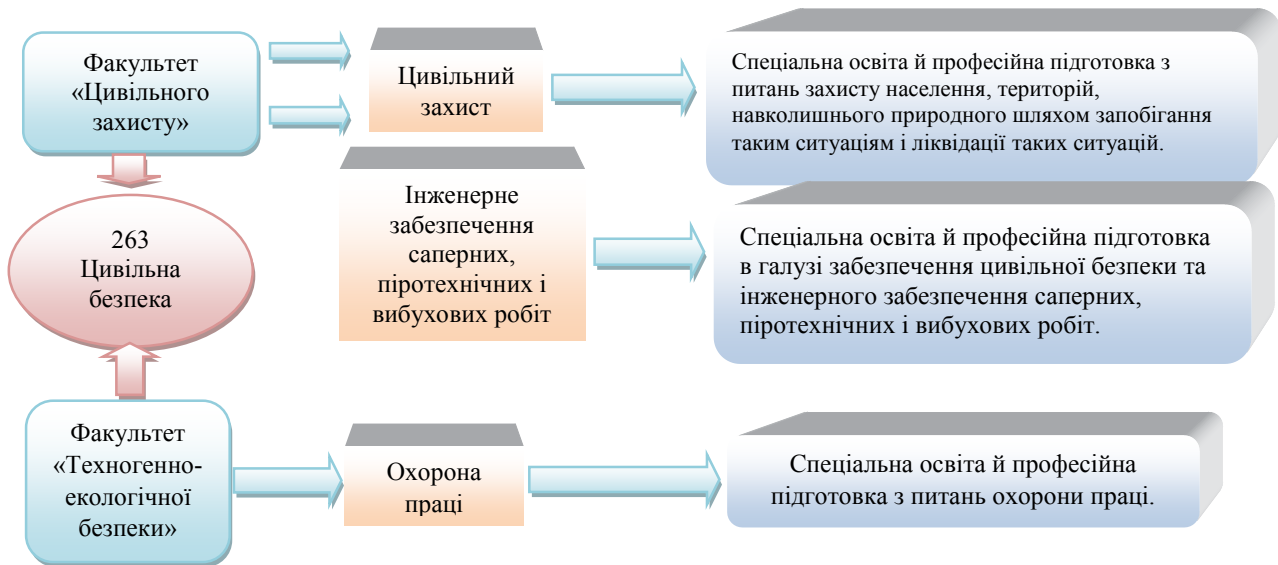 Факультет
«Цивільного
захисту»
Цивільний
захист
Спеціальна освіта й професійна підготовка з
питань захисту населення, територій,
навколишнього природного шляхом запобігання
таким ситуаціям і ліквідації таких ситуацій.
263
Цивільна
безпека
Інженерне
забезпечення
саперних,
піротехнічних і
вибухових робіт
Спеціальна освіта й професійна підготовка
в галузі забезпечення цивільної безпеки та
інженерного забезпечення саперних,
піротехнічних і вибухових робіт.
Факультет
«Техногенно-
екологічної
безпеки»
Охорона
праці
Спеціальна освіта й професійна
підготовка з питань охорони праці.